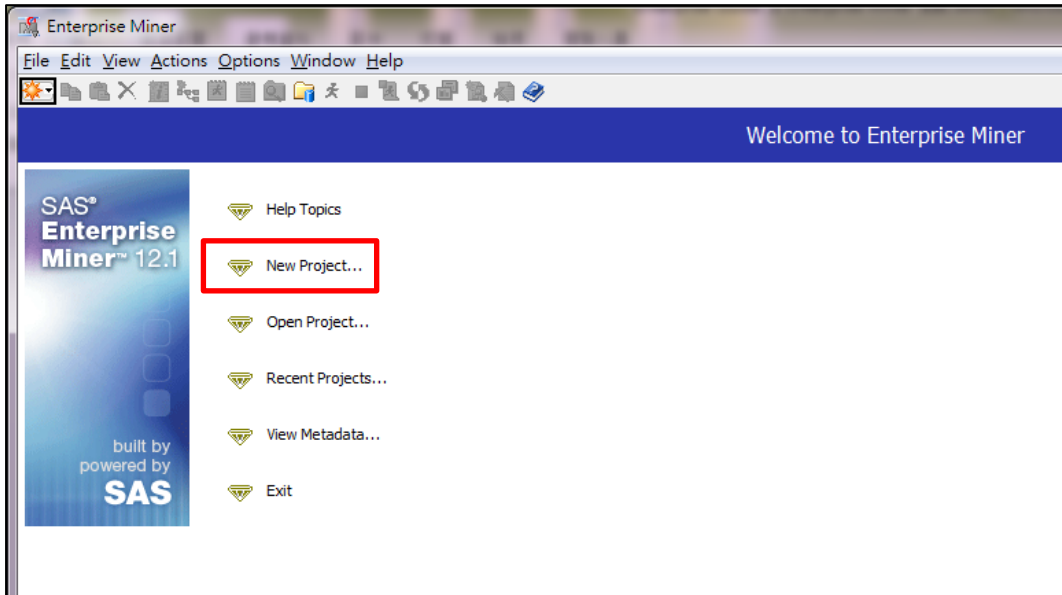 Enterprise Miner
File Edit View Actions Options Window Help
Welcome to Enterprise Miner
SAS®
Enterprise
Miner™ 12.1
Help Topics
New Project...
Open Project...
Recent Projects...
View Metadata...
Exit
built by
powered by
SAS